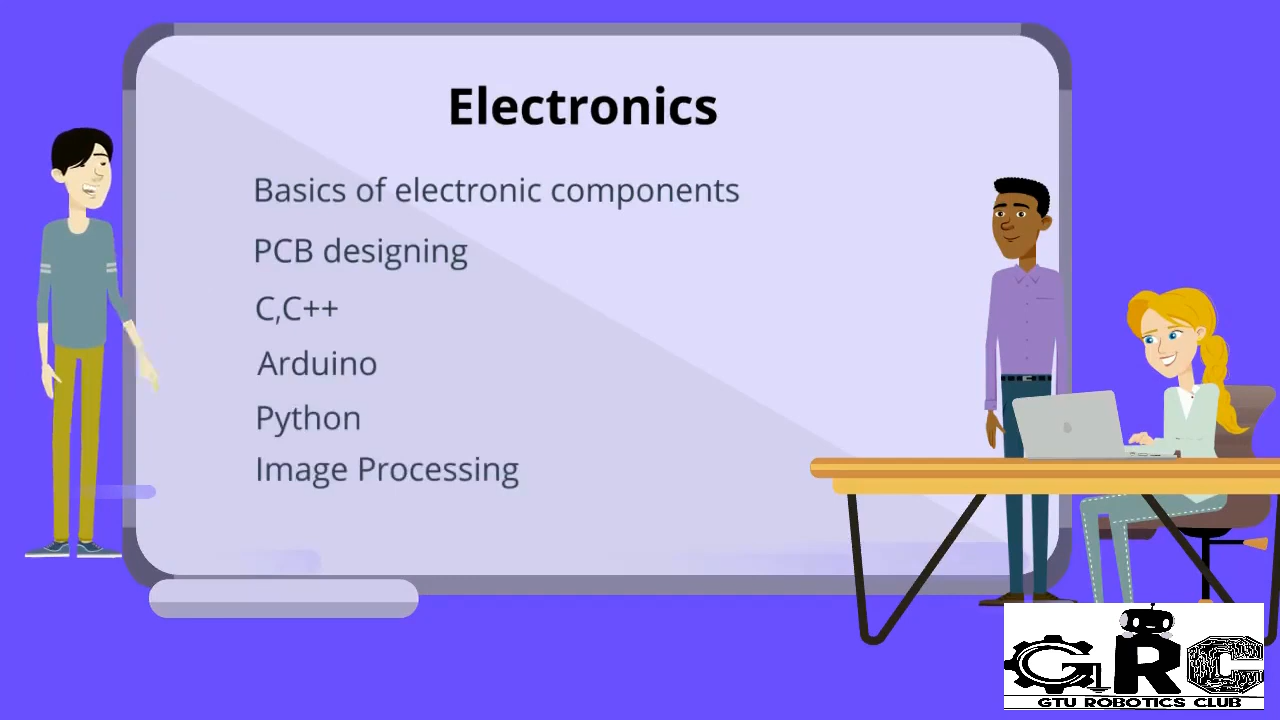 Electronics
Basics of electronic components
PCB designing
C,C++
Arduino
Python
Image Processing
GRC
GTU ROBOTICS CLUB